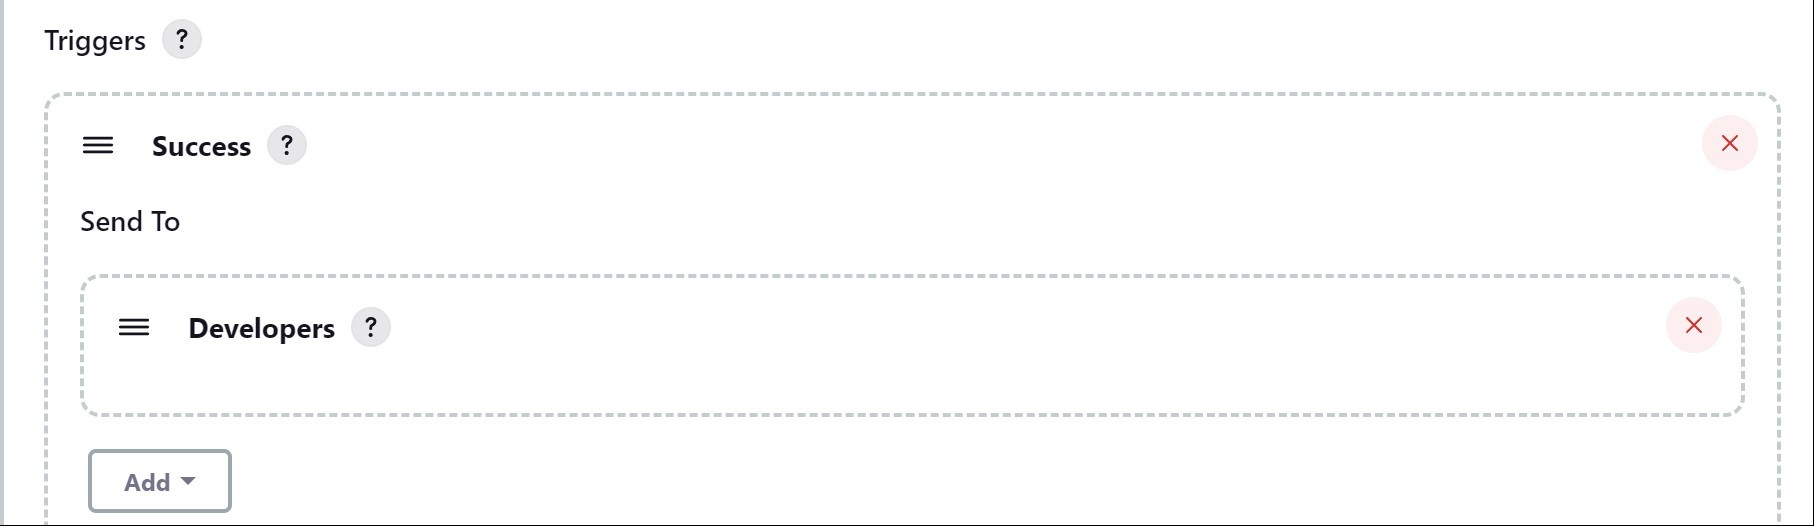 Triggers ?
Success ?
Send To
Developers ?
Add